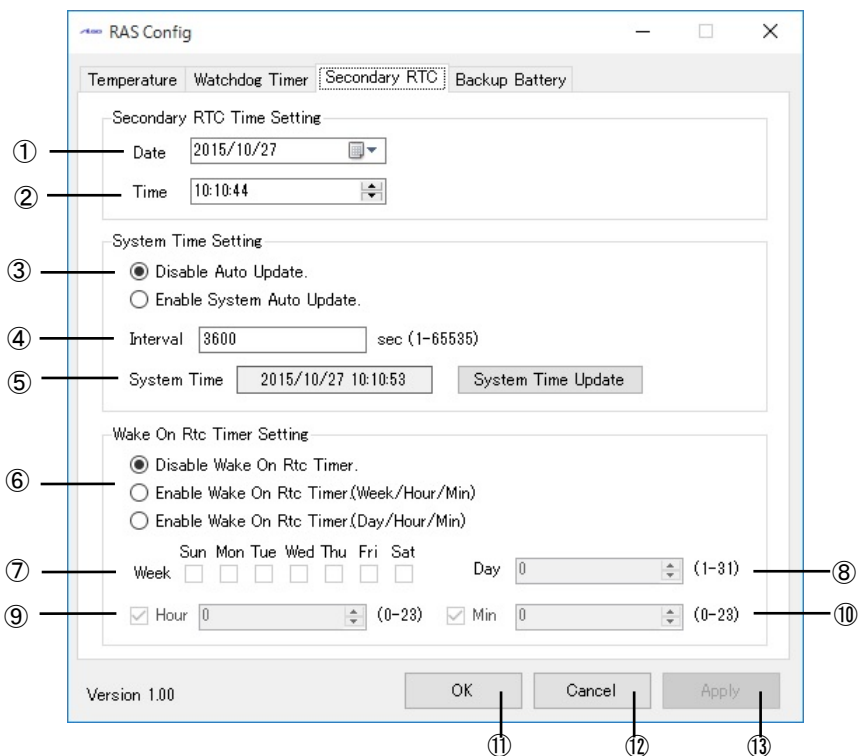 RAS Config
Temperature Watchdog Timer Secondary RTC Backup Battery
Secondary RTC Time Setting
① Date 2015/10/27
② Time 10:10:44
System Time Setting
③ Disable Auto Update.
Enable System Auto Update.
④ Interval 3600 sec (1-65535)
⑤ System Time 2015/10/27 10:10:53 System Time Update
Wake On Rtc Timer Setting
Disable Wake On Rtc Timer.
⑥ Enable Wake On Rtc Timer.(Week/Hour/Min)
Enable Wake On Rtc Timer.(Day/Hour/Min)
Sun Mon Tue Wed Thu Fri Sat
⑦ Week Day 0 (1-31) ⑧
⑨ Hour 0 (0-23) Min 0 (0-23) ⑩
Version 1.00 OK Cancel Apply
⑪ ⑫ ⑬